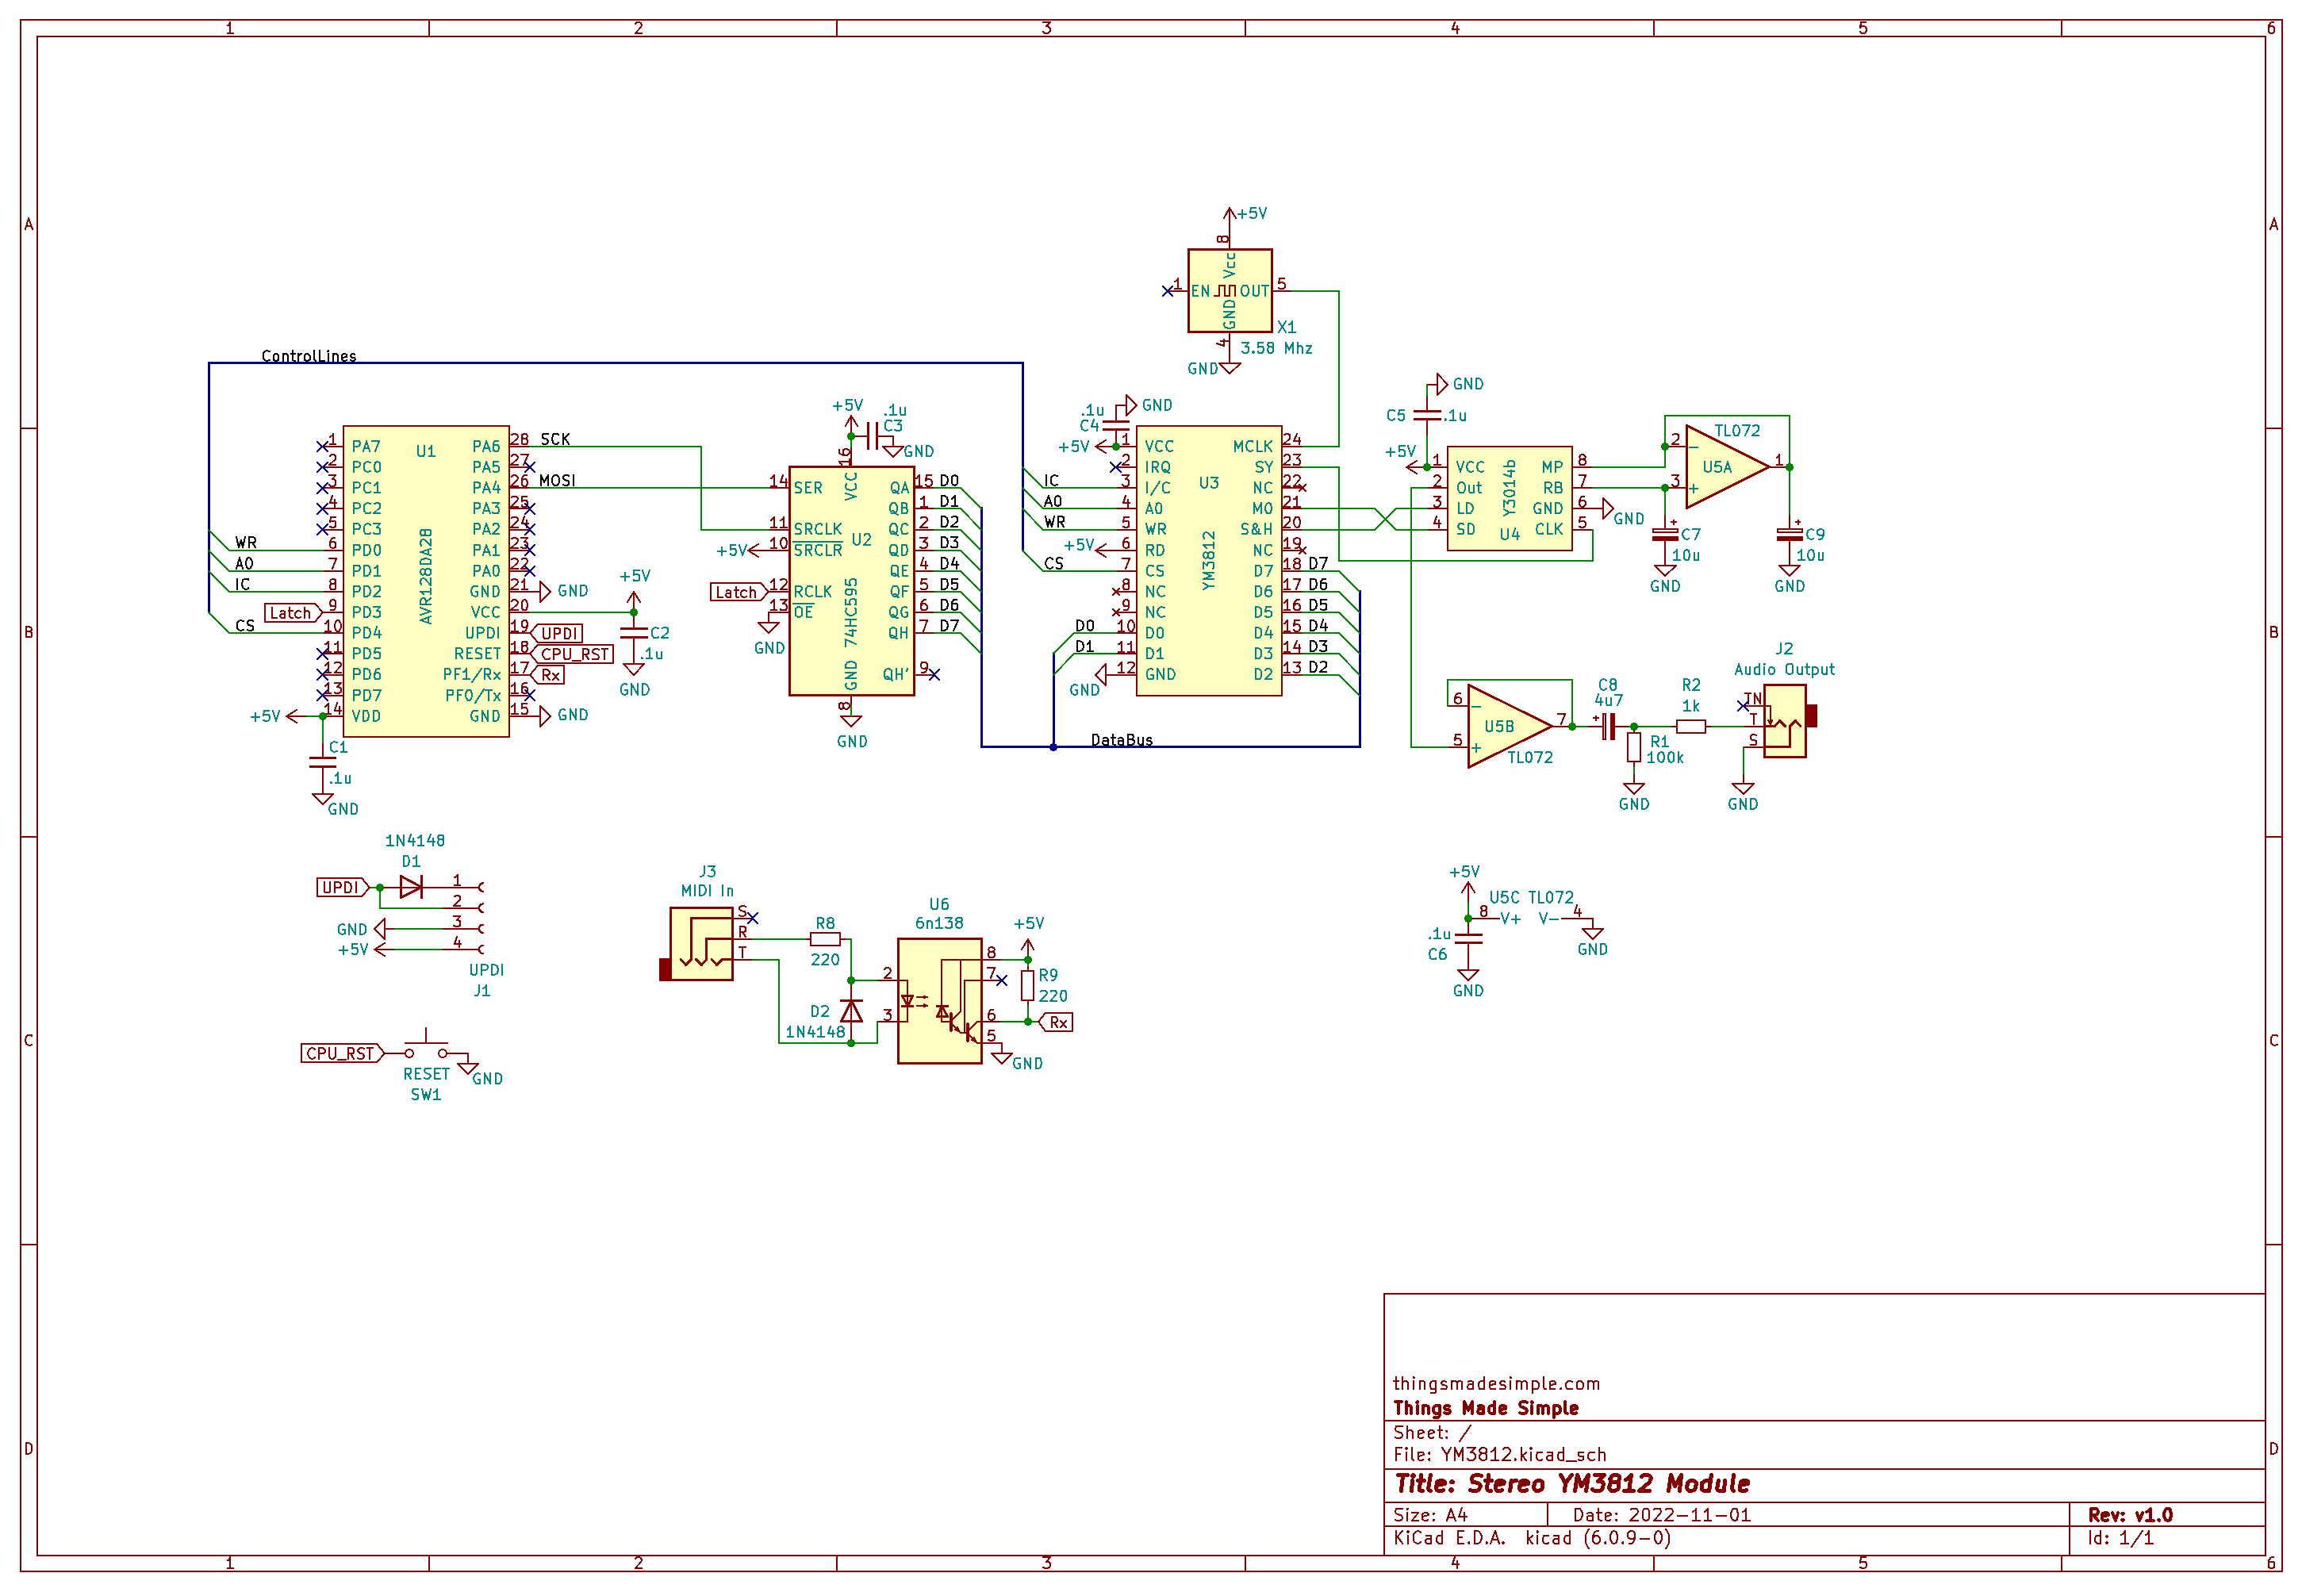 1 2 3 4 5 6
A A
+5V
8
Vcc
1 EN OUT 5
GND
X1
4 3.58 Mhz
GND
ControlLines
U1
AVR128DA28
1 PA7 PA6 28 SCK
2 PC0 PA5 27
3 PC1 PA4 26 MOSI
4 PC2 PA3 25
5 PC3 PA2 24
WR 6 PD0 PA1 23
A0 7 PD1 PA0 22
IC 8 PD2 GND 21 GND
Latch 9 PD3 VCC 20
CS 10 PD4 UPDI 19 UPDI
11 PD5 RESET 18 CPU_RST
12 PD6 PF1/Rx 17 Rx
13 PD7 PF0/Tx 16
+5V 14 VDD GND 15 GND
C1
.1u
GND
+5V
C2
.1u
GND
+5V .1u
C3
GND
16
VCC
14 SER QA 15 D0
QB 1 D1
11 SRCLK QC 2 D2
+5V 10 SRCLR U2 QD 3 D3
QE 4 D4
Latch 12 RCLK QF 5 D5
13 OE QG 6 D6
GND QH 7 D7
74HC595
QH' 9
GND
8
GND
.1u GND
C4
+5V 1 VCC MCLK 24
2 IRQ SY 23
U3
IC 3 I/C NC 22
A0 4 A0 MO 21
WR 5 WR S&H 20
+5V 6 RD NC 19
CS 7 CS D7 18 D7
YM3812
8 NC D6 17 D6
9 NC D5 16 D5
D0 10 D0 D4 15 D4
D1 11 D1 D3 14 D3
GND 12 GND D2 13 D2
DataBus
GND
C5 .1u
+5V 1 VCC MP 8
2 Out RB 7
3 LD GND 6 GND
4 SD CLK 5
Y3014b
U4
TL072
2 −
U5A 1
3 +
C7
10u
GND
C9
10u
GND
B B
6 −
U5B 7
5 +
TL072
C8
4u7
R1
100k
GND
R2
1k
J2
Audio Output
TN
T
S
GND
1N4148
D1
UPDI 1
2
GND 3
+5V 4
UPDI
J1
CPU_RST
RESET
SW1
GND
J3
MIDI In
S
R
T
R8
220
D2
1N4148
U6
6n138
2 8
7
3 6
5
+5V
R9
220
Rx
GND
+5V
U5C TL072
8 V+ V− 4
GND
.1u
C6
GND
C C
D D
thingsmadesimple.com
Things Made Simple
Sheet: /
File: YM3812.kicad_sch
Title: Stereo YM3812 Module
Size: A4 Date: 2022-11-01 Rev: v1.0
KiCad E.D.A. kicad (6.0.9-0) Id: 1/1
1 2 3 4 5 6